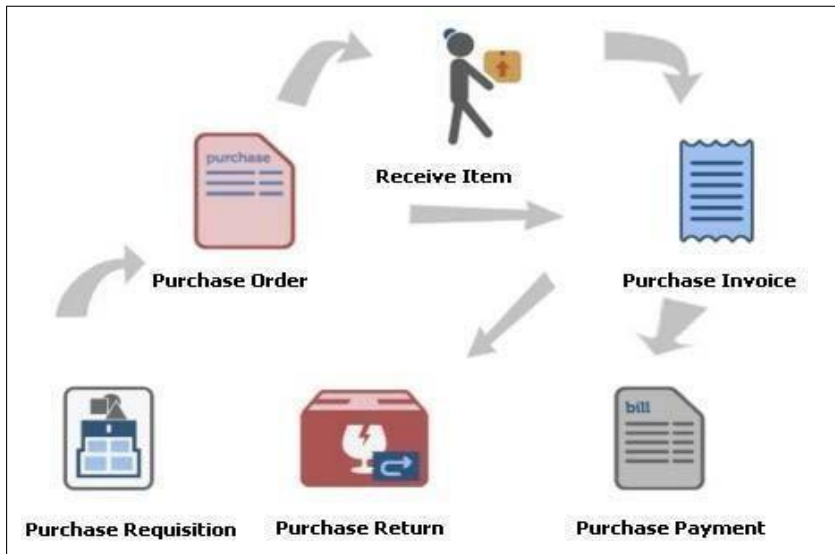 purchase
Receive Item
Purchase Order
Purchase Invoice
bill
Purchase Requisition
Purchase Return
Purchase Payment